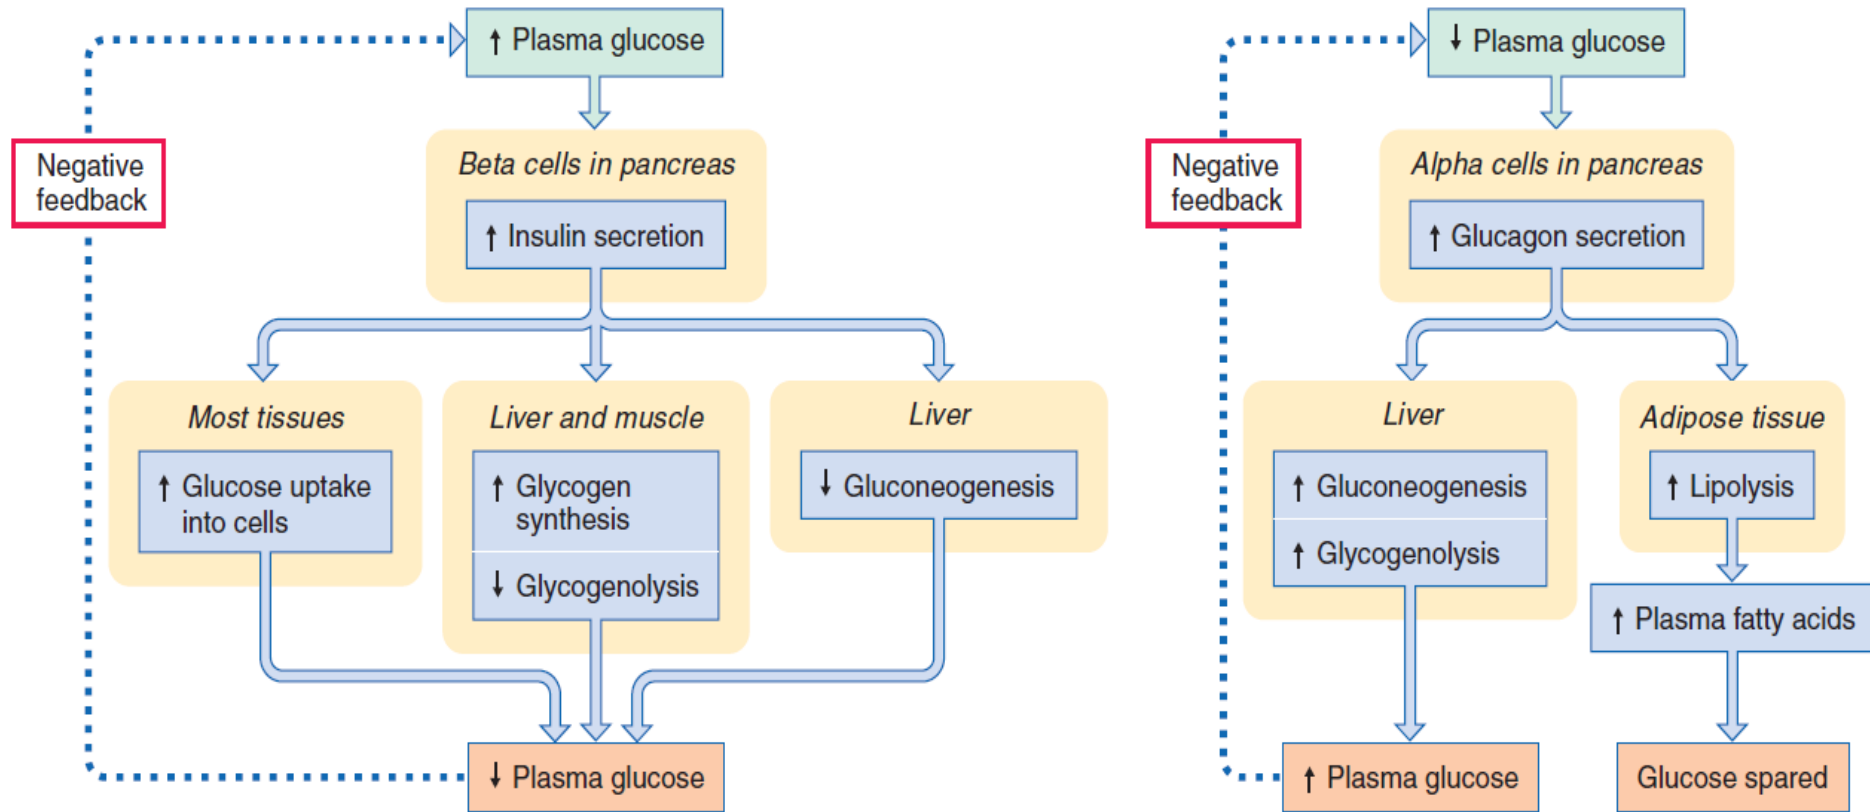 ↑ Plasma glucose
Negative
feedback
Beta cells in pancreas
↑ Insulin secretion
Most tissues
↑ Glucose uptake
into cells
Liver and muscle
↑ Glycogen
synthesis
↓ Glycogenolysis
Liver
↓ Gluconeogenesis
↓ Plasma glucose
↓ Plasma glucose
Negative
feedback
Alpha cells in pancreas
↑ Glucagon secretion
Liver
↑ Gluconeogenesis
↑ Glycogenolysis
↑ Plasma glucose
Adipose tissue
↑ Lipolysis
↑ Plasma fatty acids
Glucose spared